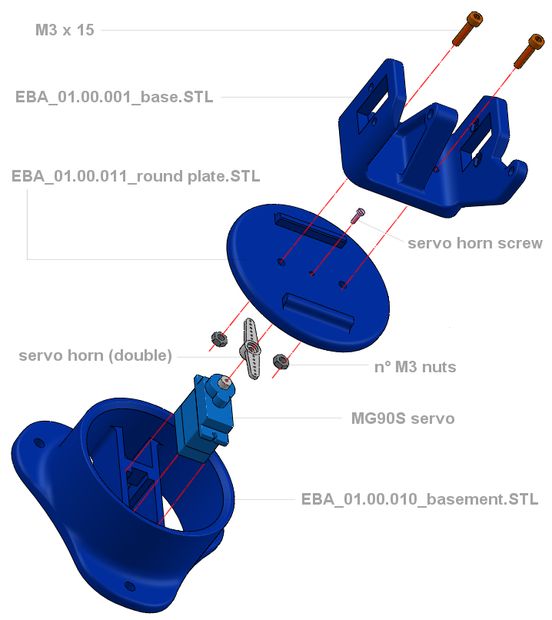 M3 x 15
EBA_01.00.001_base.STL
EBA_01.00.011_round plate.STL
servo horn screw
servo horn (double)
n° M3 nuts
MG90S servo
EBA_01.00.010_basement.STL